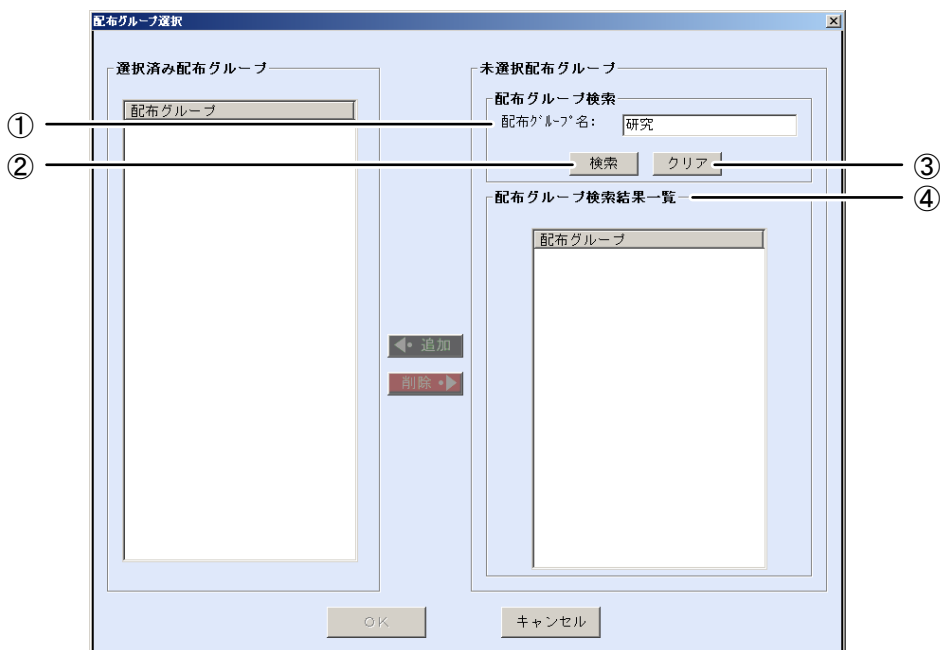 配布グループ選択
選択済み配布グループ
配布グループ
未選択配布グループ
配布グループ検索
① 配布ｸﾞﾙｰﾌﾟ名: 研究
② 検索 クリア ③
配布グループ検索結果一覧 ④
配布グループ
追加
削除
OK キャンセル